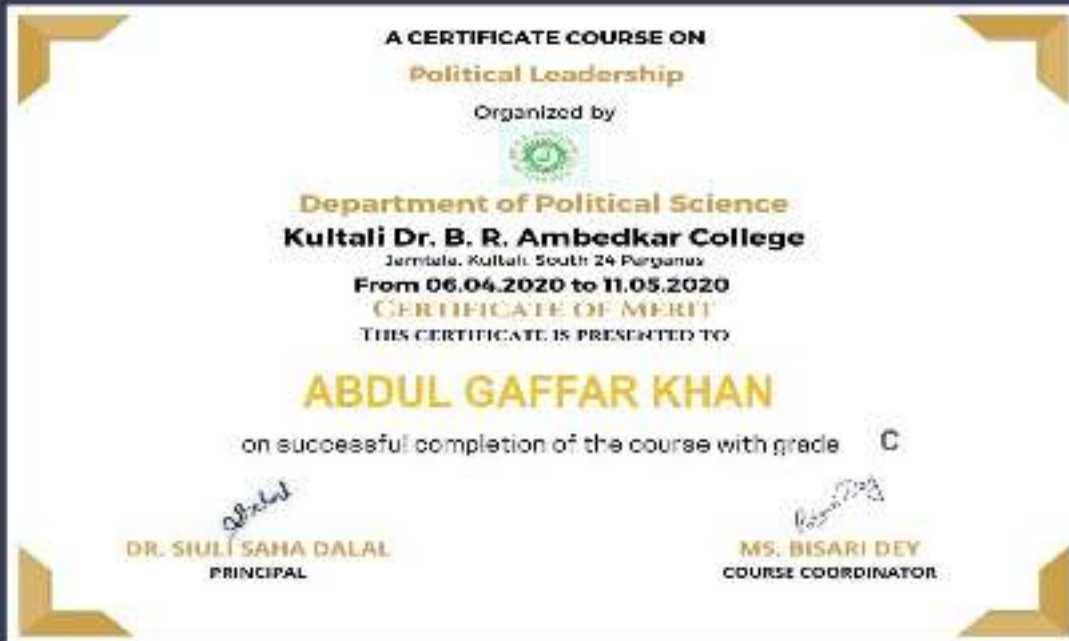 A CERTIFICATE COURSE ON
Political Leadership
Organized by
Department of Political Science
Kultali Dr. B. R. Ambedkar College
Jamtala, Kultali, South 24 Parganas
From 06.04.2020 to 11.05.2020
CERTIFICATE OF MERIT
THIS CERTIFICATE IS PRESENTED TO
ABDUL GAFFAR KHAN
on successful completion of the course with grade C
DR. SIULI SAHA DALAL
PRINCIPAL
MS. BISARI DEY
COURSE COORDINATOR